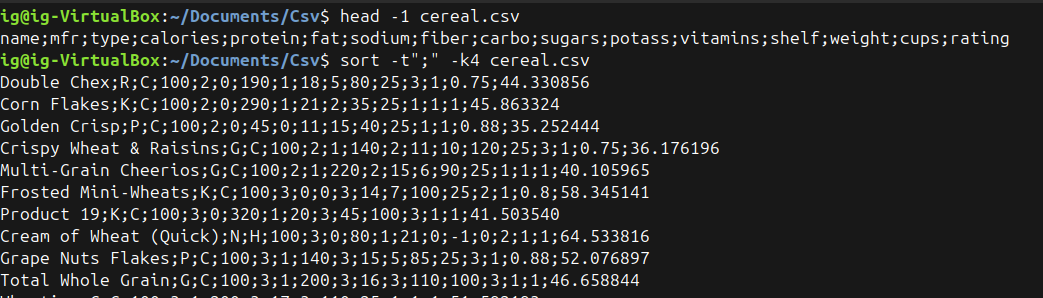 ig@ig-VirtualBox:~/Documents/Csv$ head -1 cereal.csv
name;mfr;type;calories;protein;fat;sodium;fiber;carbo;sugars;potass;vitamins;shelf;weight;cups;rating
ig@ig-VirtualBox:~/Documents/Csv$ sort -t";" -k4 cereal.csv
Double Chex;R;C;100;2;0;190;1;18;5;80;25;3;1;0.75;44.330856
Corn Flakes;K;C;100;2;0;290;1;21;2;35;25;1;1;1;45.863324
Golden Crisp;P;C;100;2;0;45;0;11;15;40;25;1;1;0.88;35.252444
Crispy Wheat & Raisins;G;C;100;2;1;140;2;11;10;120;25;3;1;0.75;36.176196
Multi-Grain Cheerios;G;C;100;2;1;220;2;15;6;90;25;1;1;1;40.105965
Frosted Mini-Wheats;K;C;100;3;0;0;3;14;7;100;25;2;1;0.8;58.345141
Product 19;K;C;100;3;0;320;1;20;3;45;100;3;1;1;41.503540
Cream of Wheat (Quick);N;H;100;3;0;80;1;21;0;-1;0;2;1;1;64.533816
Grape Nuts Flakes;P;C;100;3;1;140;3;15;5;85;25;3;1;0.88;52.076897
Total Whole Grain;G;C;100;3;1;200;3;16;3;110;100;3;1;1;46.658844